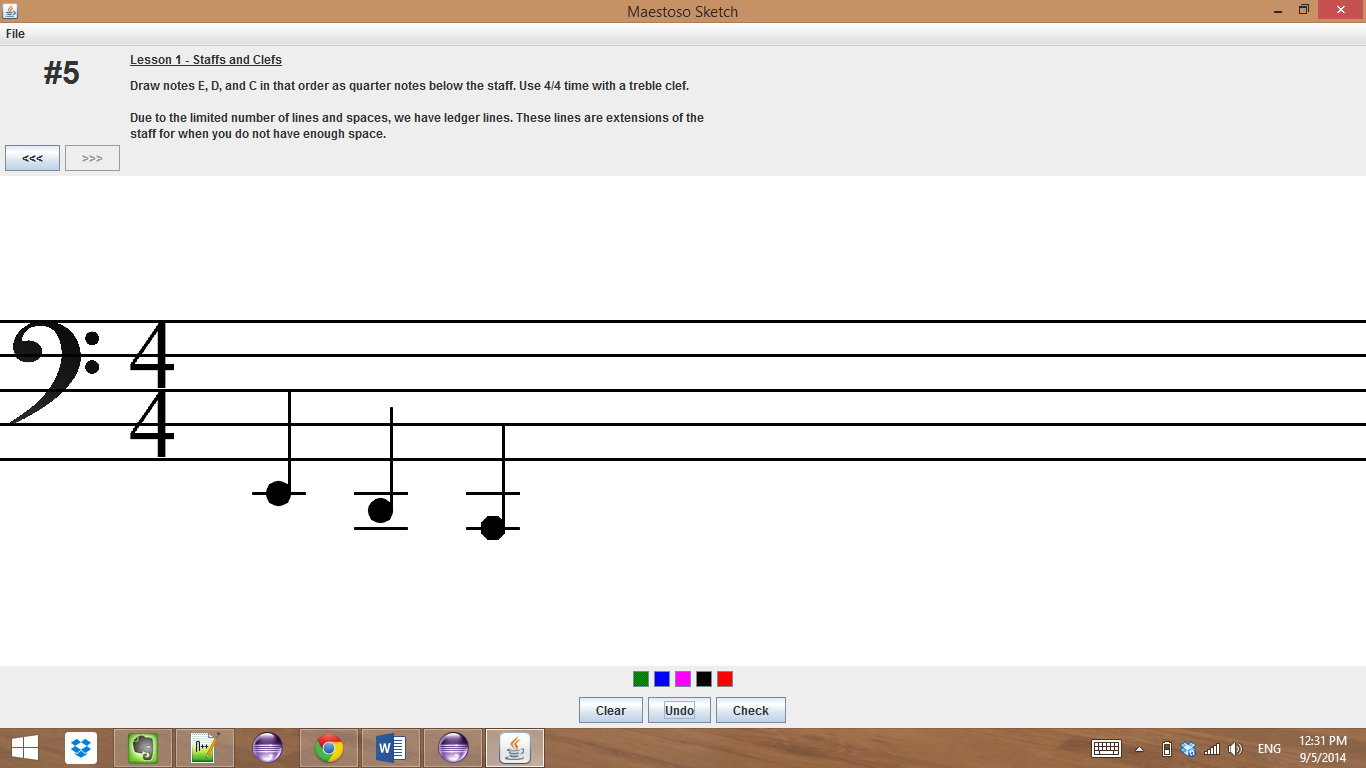 Maestoso Sketch
File
#5
Lesson 1 - Staffs and Clefs
Draw notes E, D, and C in that order as quarter notes below the staff. Use 4/4 time with a treble clef.
Due to the limited number of lines and spaces, we have ledger lines. These lines are extensions of the
staff for when you do not have enough space.
<<< >>>
4
4
Clear Undo Check
n++ W ENG 12:31 PM
9/5/2014